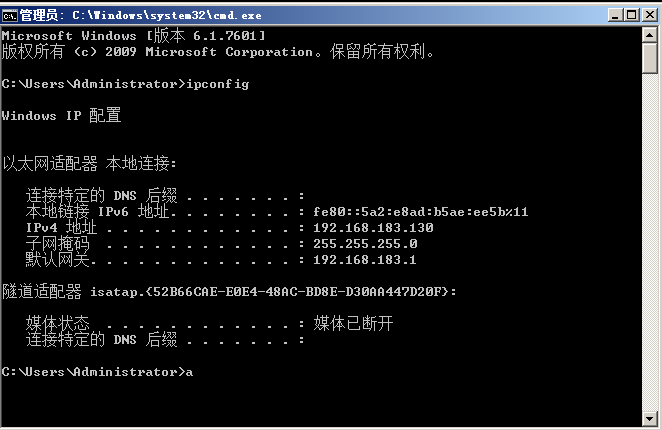 管理员: C:\Windows\system32\cmd.exe
Microsoft Windows [版本 6.1.7601]
版权所有 (c) 2009 Microsoft Corporation。保留所有权利。
C:\Users\Administrator>ipconfig
Windows IP 配置
以太网适配器 本地连接:
连接特定的 DNS 后缀 . . . . . . . :
本地链接 IPv6 地址. . . . . . . . : fe80::5a2:e8ad:b5ae:ee5b%11
IPv4 地址 . . . . . . . . . . . . : 192.168.183.130
子网掩码  . . . . . . . . . . . . : 255.255.255.0
默认网关. . . . . . . . . . . . . : 192.168.183.1
隧道适配器 isatap.{52B66CAE-E0E4-48AC-BD8E-D30AA447D20F}:
媒体状态  . . . . . . . . . . . . : 媒体已断开
连接特定的 DNS 后缀 . . . . . . . :
C:\Users\Administrator>a